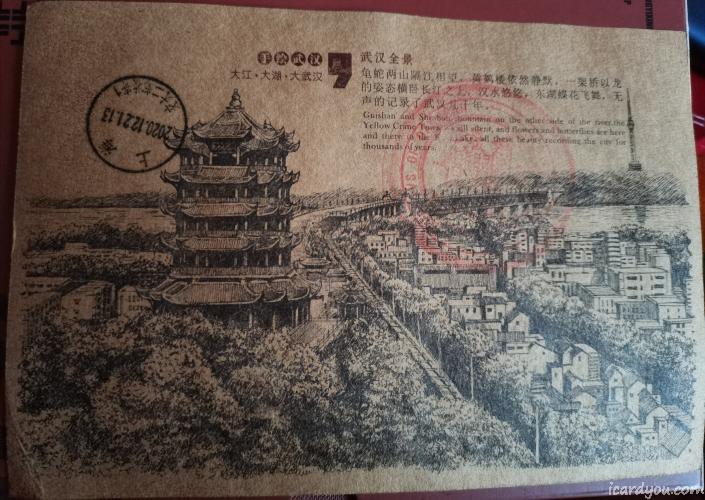 手绘武汉
大江·大湖·大武汉
武汉全景
龟蛇两山隔江相望，黄鹤楼依然静默，一架桥以龙
的姿态横卧长江之上，汉水悠悠，东湖蝶花飞舞，无
声的记录了武汉几千年。
Guishan and She mountain on the other side of the river,the
Yellow Crane Tower is still silent, and flowers and butterflies are here
and there in the lake, all these beauty recording the city for
thousands of years.
2020.12.21.13
上海
icardyou.com